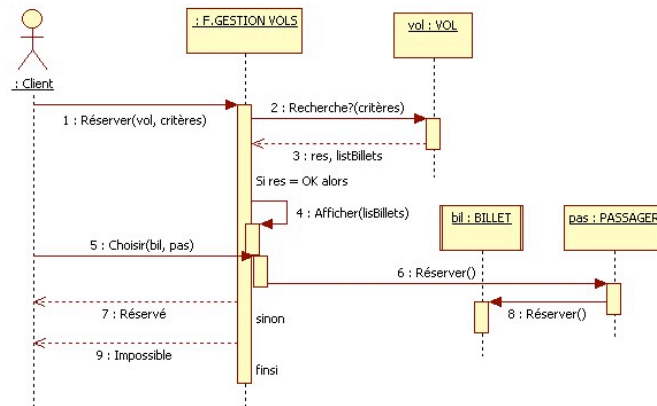 : F.GESTION VOLS
vol : VOL
: Client
1 : Réserver(vol, critères)
2 : Recherche?(critères)
3 : res, listBillets
Si res = OK alors
4 : Afficher(lisBillets)
bil : BILLET
pas : PASSAGER
5 : Choisir(bil, pas)
6 : Réserver()
7 : Réservé
8 : Réserver()
sinon
9 : Impossible
finsi